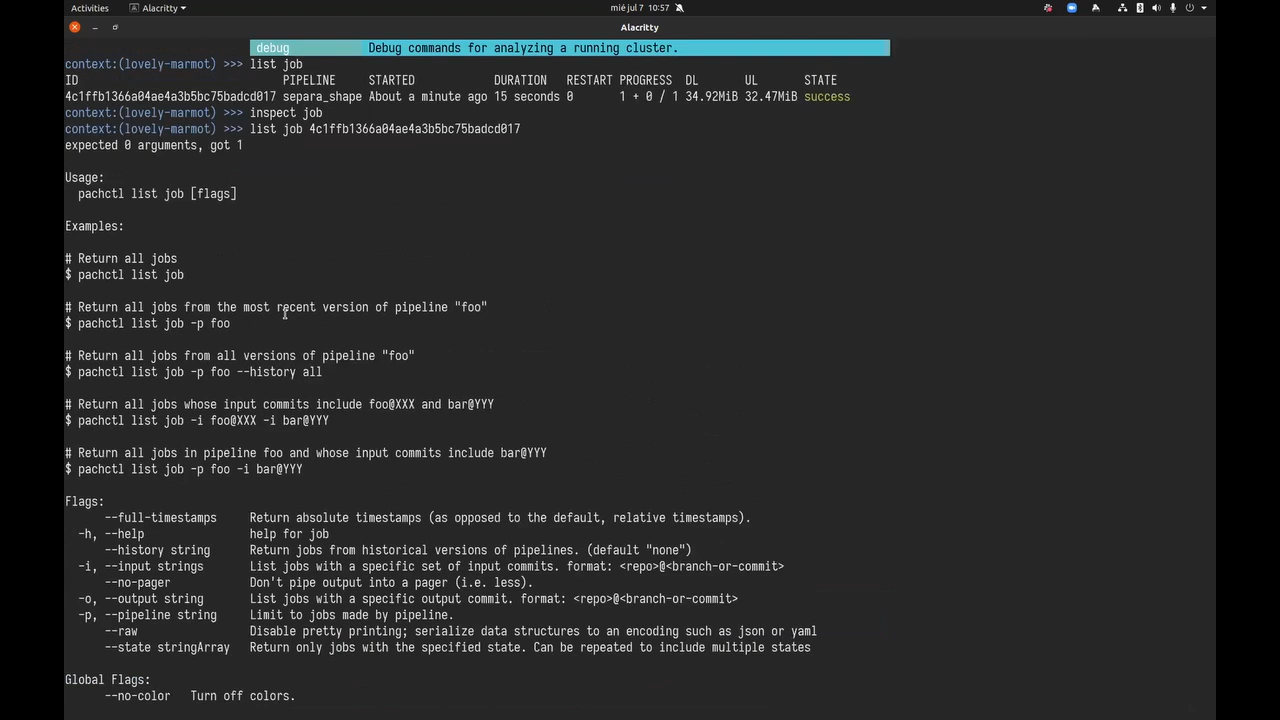 Activities Alacritty mié jul 7 10:57
Alacritty
debug Debug commands for analyzing a running cluster.
context:(lovely-marmot) >>> list job
ID PIPELINE STARTED DURATION RESTART PROGRESS DL UL STATE
4c1ffb1366a04ae4a3b5bc75badcd017 separa_shape About a minute ago 15 seconds 0 1 + 0 / 1 34.92MiB 32.47MiB success
context:(lovely-marmot) >>> inspect job
context:(lovely-marmot) >>> list job 4c1ffb1366a04ae4a3b5bc75badcd017
expected 0 arguments, got 1
Usage:
pachctl list job [flags]
Examples:
# Return all jobs
$ pachctl list job
# Return all jobs from the most recent version of pipeline "foo"
$ pachctl list job -p foo
# Return all jobs from all versions of pipeline "foo"
$ pachctl list job -p foo --history all
# Return all jobs whose input commits include foo@XXX and bar@YYY
$ pachctl list job -i foo@XXX -i bar@YYY
# Return all jobs in pipeline foo and whose input commits include bar@YYY
$ pachctl list job -p foo -i bar@YYY
Flags:
--full-timestamps Return absolute timestamps (as opposed to the default, relative timestamps).
-h, --help help for job
--history string Return jobs from historical versions of pipelines. (default "none")
-i, --input strings List jobs with a specific set of input commits. format: <repo>@<branch-or-commit>
--no-pager Don't pipe output into a pager (i.e. less).
-o, --output string List jobs with a specific output commit. format: <repo>@<branch-or-commit>
-p, --pipeline string Limit to jobs made by pipeline.
--raw Disable pretty printing; serialize data structures to an encoding such as json or yaml
--state stringArray Return only jobs with the specified state. Can be repeated to include multiple states
Global Flags:
--no-color Turn off colors.